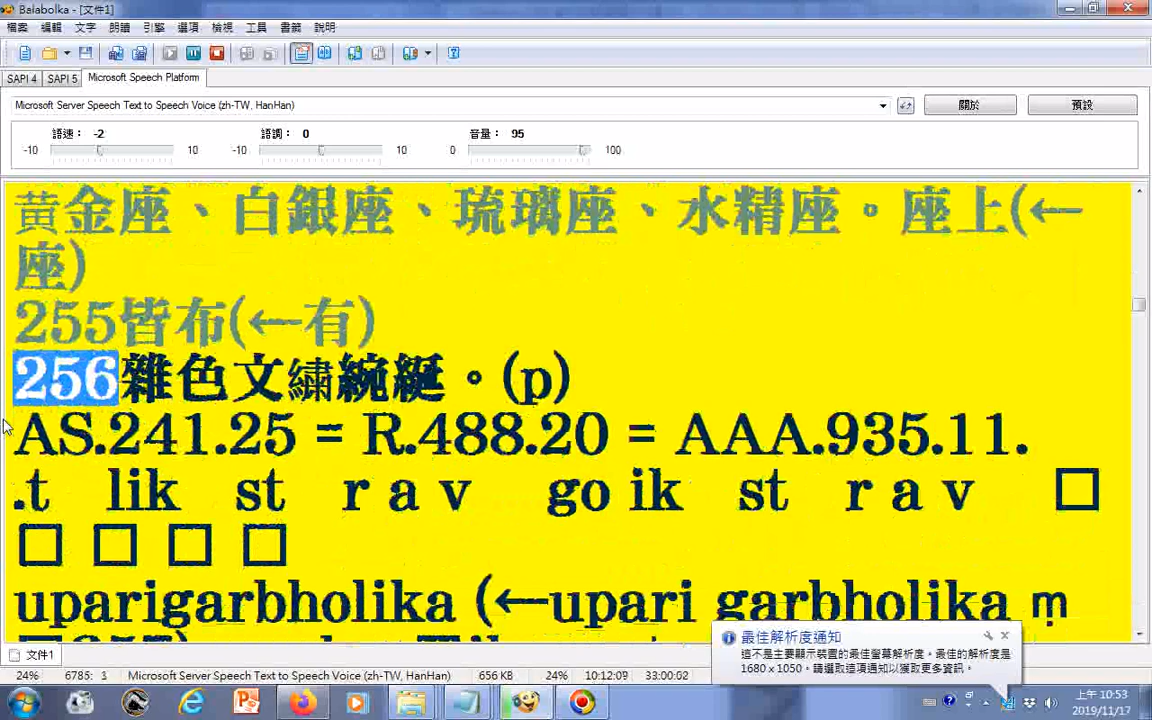 Balabolka - [文件1]
檔案 編輯 文字 朗讀 引擎 選項 檢視 工具 書籤 說明
SAPI 4 SAPI 5 Microsoft Speech Platform
Microsoft Server Speech Text to Speech Voice (zh-TW, HanHan)
關於 預設
語速： -2 語調： 0 音量： 95
-10 10 -10 10 0 100
黃金座、白銀座、琉璃座、水精座。座上(←
座)
255皆布(←有)
256雜色文繡綩綖。(p)
AS.241.25 = R.488.20 = AAA.935.11.
.t lik st r a v go ik st r a v □
□ □ □ □
uparigarbholika (←upari garbholika ṃ
最佳解析度通知
這不是主要顯示裝置的最佳螢幕解析度。最佳的解析度是
1680 x 1050。請選取這項通知以獲取更多資訊。
文件1
24% 6785: 1 Microsoft Server Speech Text to Speech Voice (zh-TW, HanHan) 656 KB 24% 10:12:09 33:00:02
上午 10:53
2019/11/17